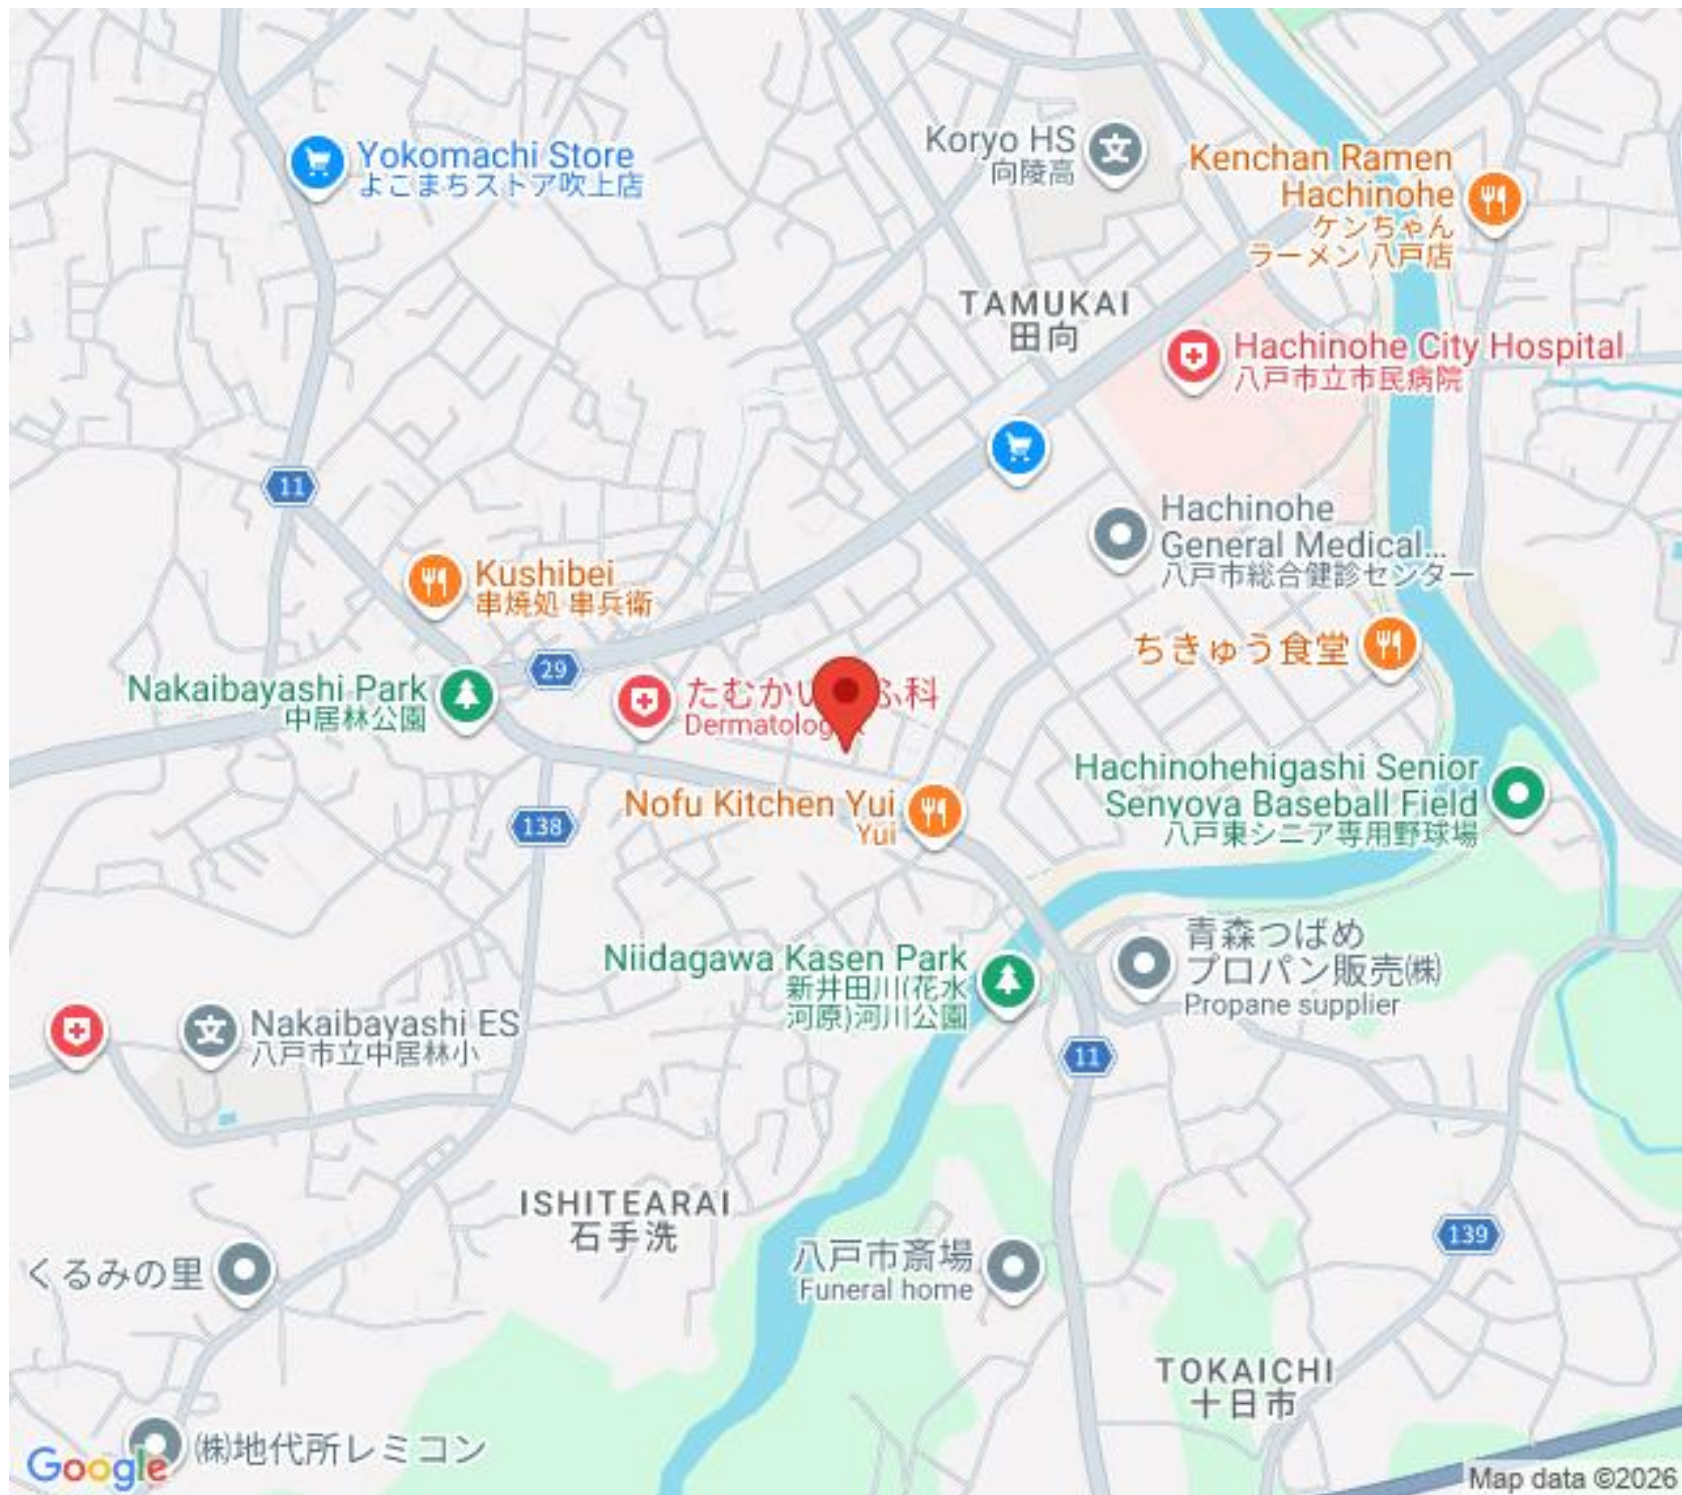 Yokomachi Store
よこまちストア吹上店
Koryo HS
向陵高
Kenchan Ramen
Hachinohe
ケンちゃん
ラーメン 八戸店
TAMUKAI
田向
Hachinohe City Hospital
八戸市立市民病院
11
Hachinohe
General Medical...
八戸市総合健診センター
Kushibei
串焼処 串兵衛
ちきゅう食堂
29
Nakaibayashi Park
中居林公園
たむかい
ふ科
Hachinohehigashi Senior
Senyova Baseball Field
八戸東シニア専用野球場
138
Nofu Kitchen Yui
Yui
青森つばめ
プロパン販売㈱
Propane supplier
Niidagawa Kasen Park
新井田川(花水
河原)河川公園
Nakaibayashi ES
八戸市立中居林小
11
ISHITEARAI
石手洗
139
八戸市斎場
Funeral home
くるみの里
TOKAICHI
十日市
㈱地代所レミコン
Google
Map data ©2026